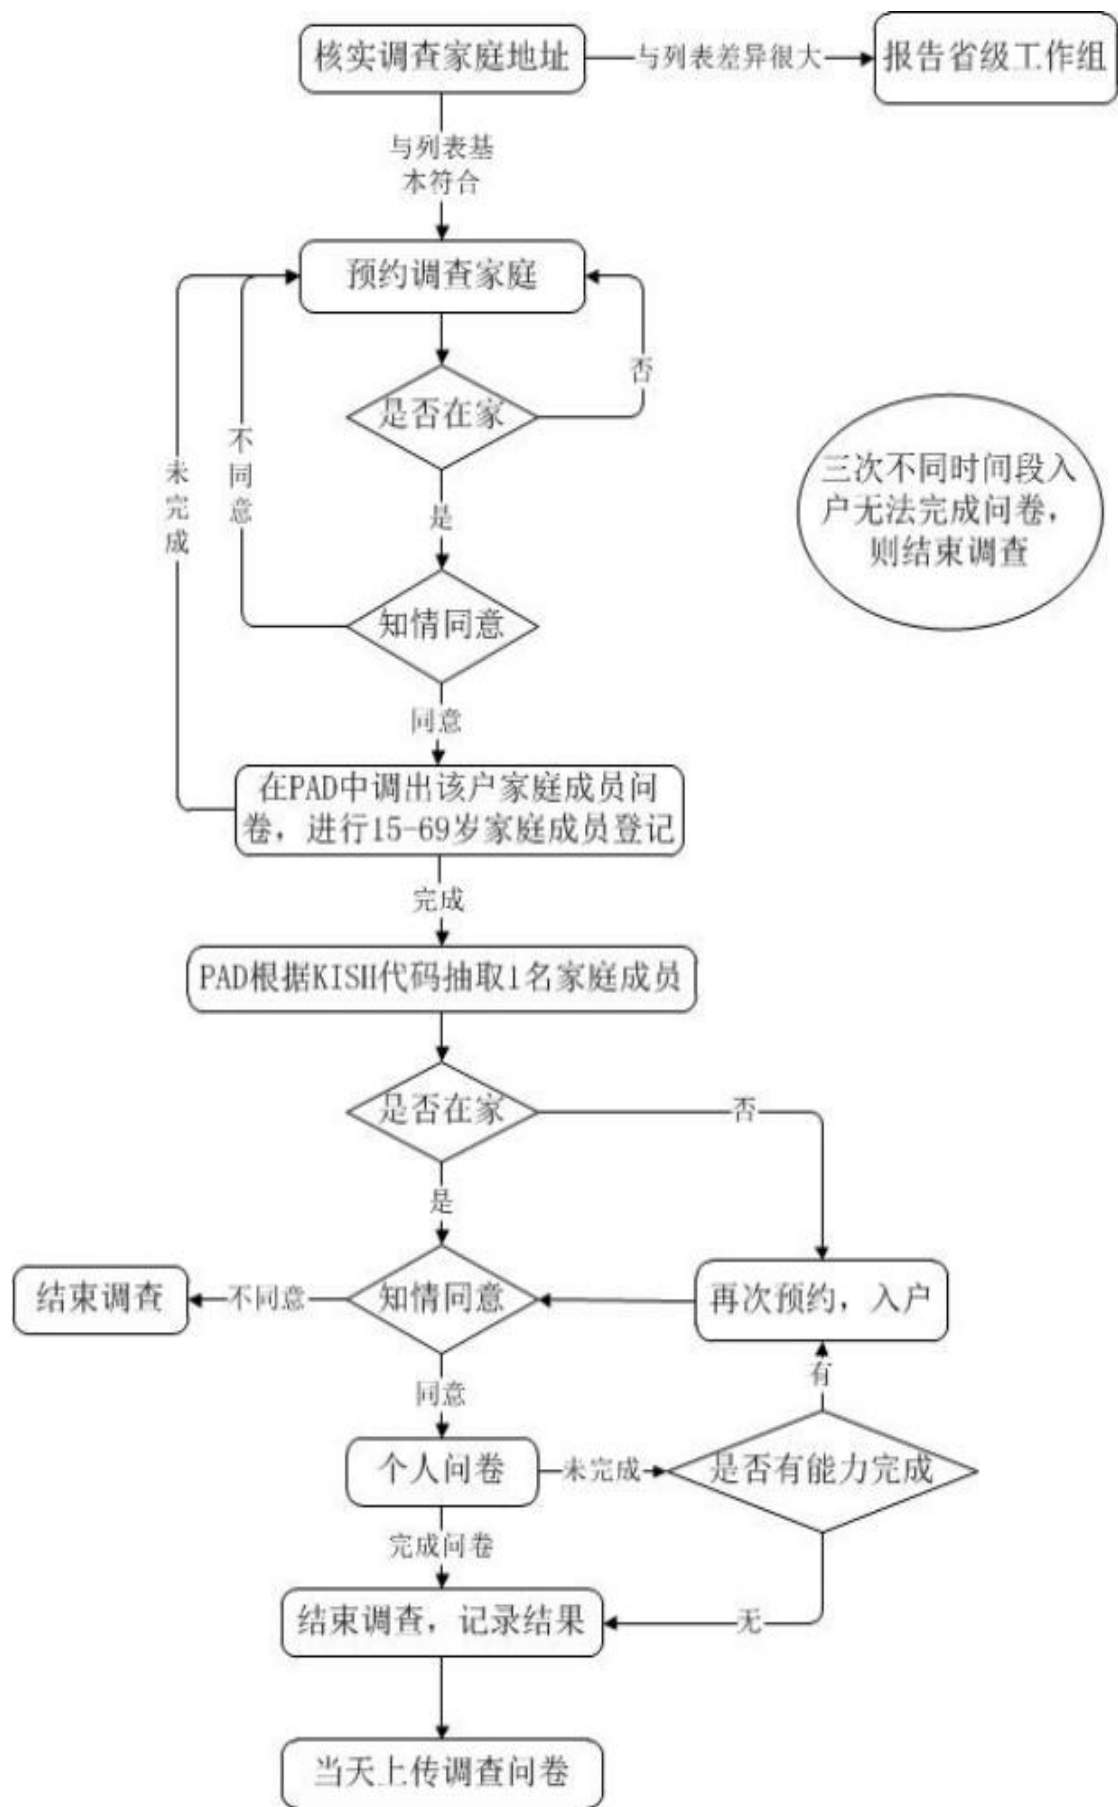 核实调查家庭地址
与列表差异很大
报告省级工作组
与列表基
本符合
预约调查家庭
否
是否在家
不同意
未完成
三次不同时间段入
户无法完成问卷，
则结束调查
是
知情同意
同意
在PAD中调出该户家庭成员问
卷，进行15-69岁家庭成员登记
完成
PAD根据KISH代码抽取1名家庭成员
是否在家
否
是
结束调查
不同意
知情同意
再次预约，入户
同意
有
个人问卷
未完成
是否有能力完成
完成问卷
结束调查，记录结果
无
当天上传调查问卷